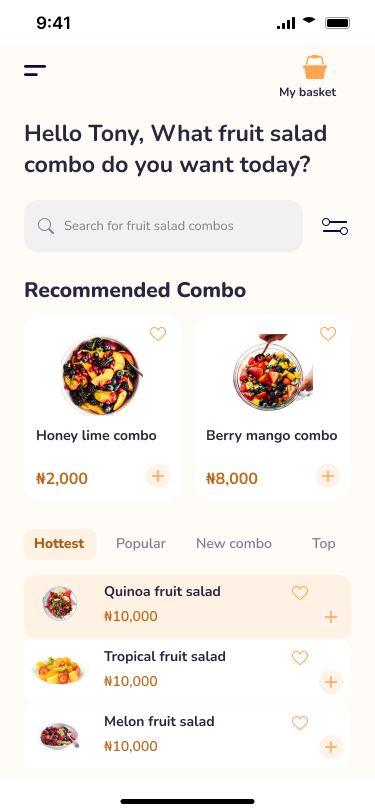 9:41
My basket
Hello Tony, What fruit salad
combo do you want today?
Search for fruit salad combos
Recommended Combo
Honey lime combo
₦2,000
Berry mango combo
₦8,000
Hottest
Popular
New combo
Top
Quinoa fruit salad
₦10,000
Tropical fruit salad
₦10,000
Melon fruit salad
₦10,000